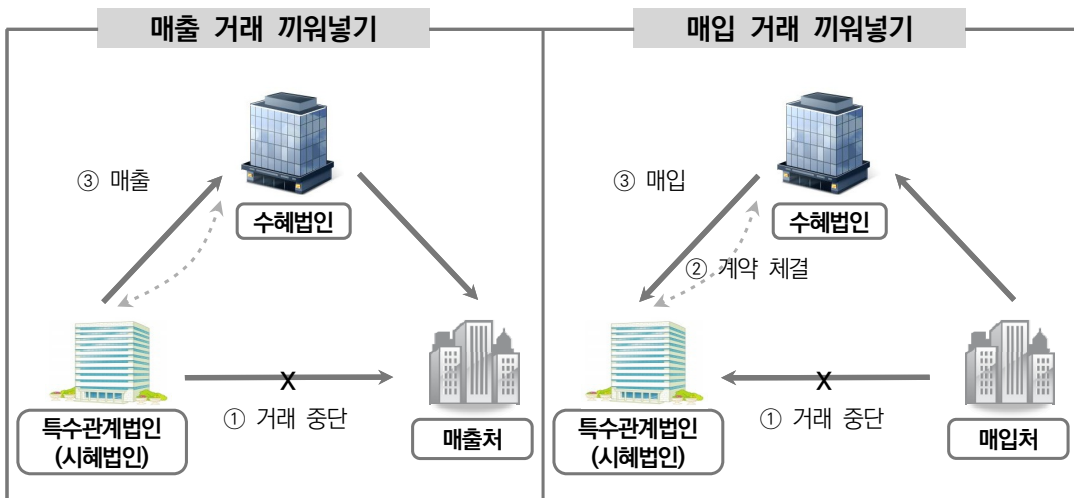 매출 거래 끼워넣기
③ 매출
수혜법인
① 거래 중단
특수관계법인
(시혜법인)
매출처
매입 거래 끼워넣기
③ 매입
수혜법인
② 계약 체결
① 거래 중단
특수관계법인
(시혜법인)
매입처
X
X